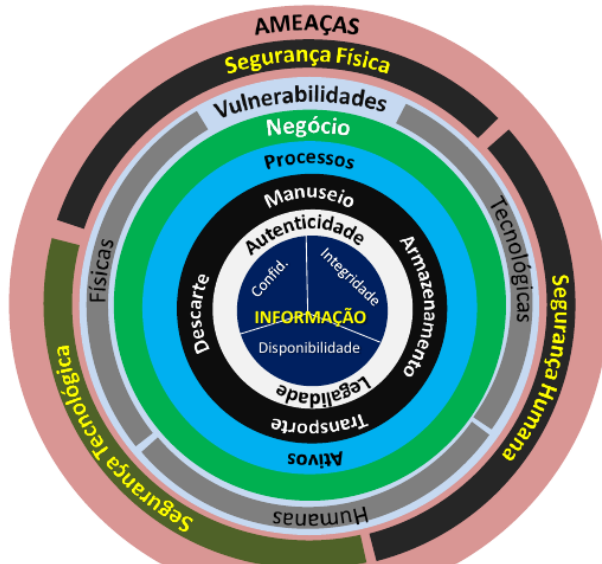 AMEAÇAS
Segurança Física
Vulnerabilidades
Negócio
Processos
Manuseio
Autenticidade
Confid.
Integridade
INFORMAÇÃO
Disponibilidade
Legalidade
Descarte
Armazenamento
Transporte
Ativos
Físicas
Tecnológicas
Humanas
Segurança Tecnológica
Segurança Humana